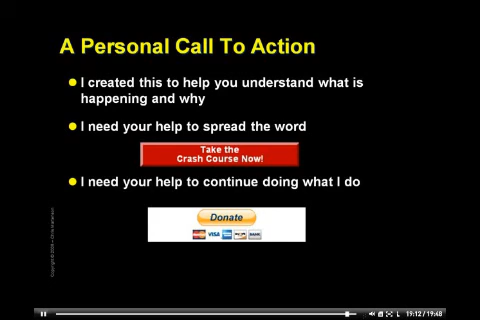 A Personal Call To Action
I created this to help you understand what is
happening and why
I need your help to spread the word
Take the
Crash Course Now!
I need your help to continue doing what I do
Donate
VISA
19:12 / 19:48